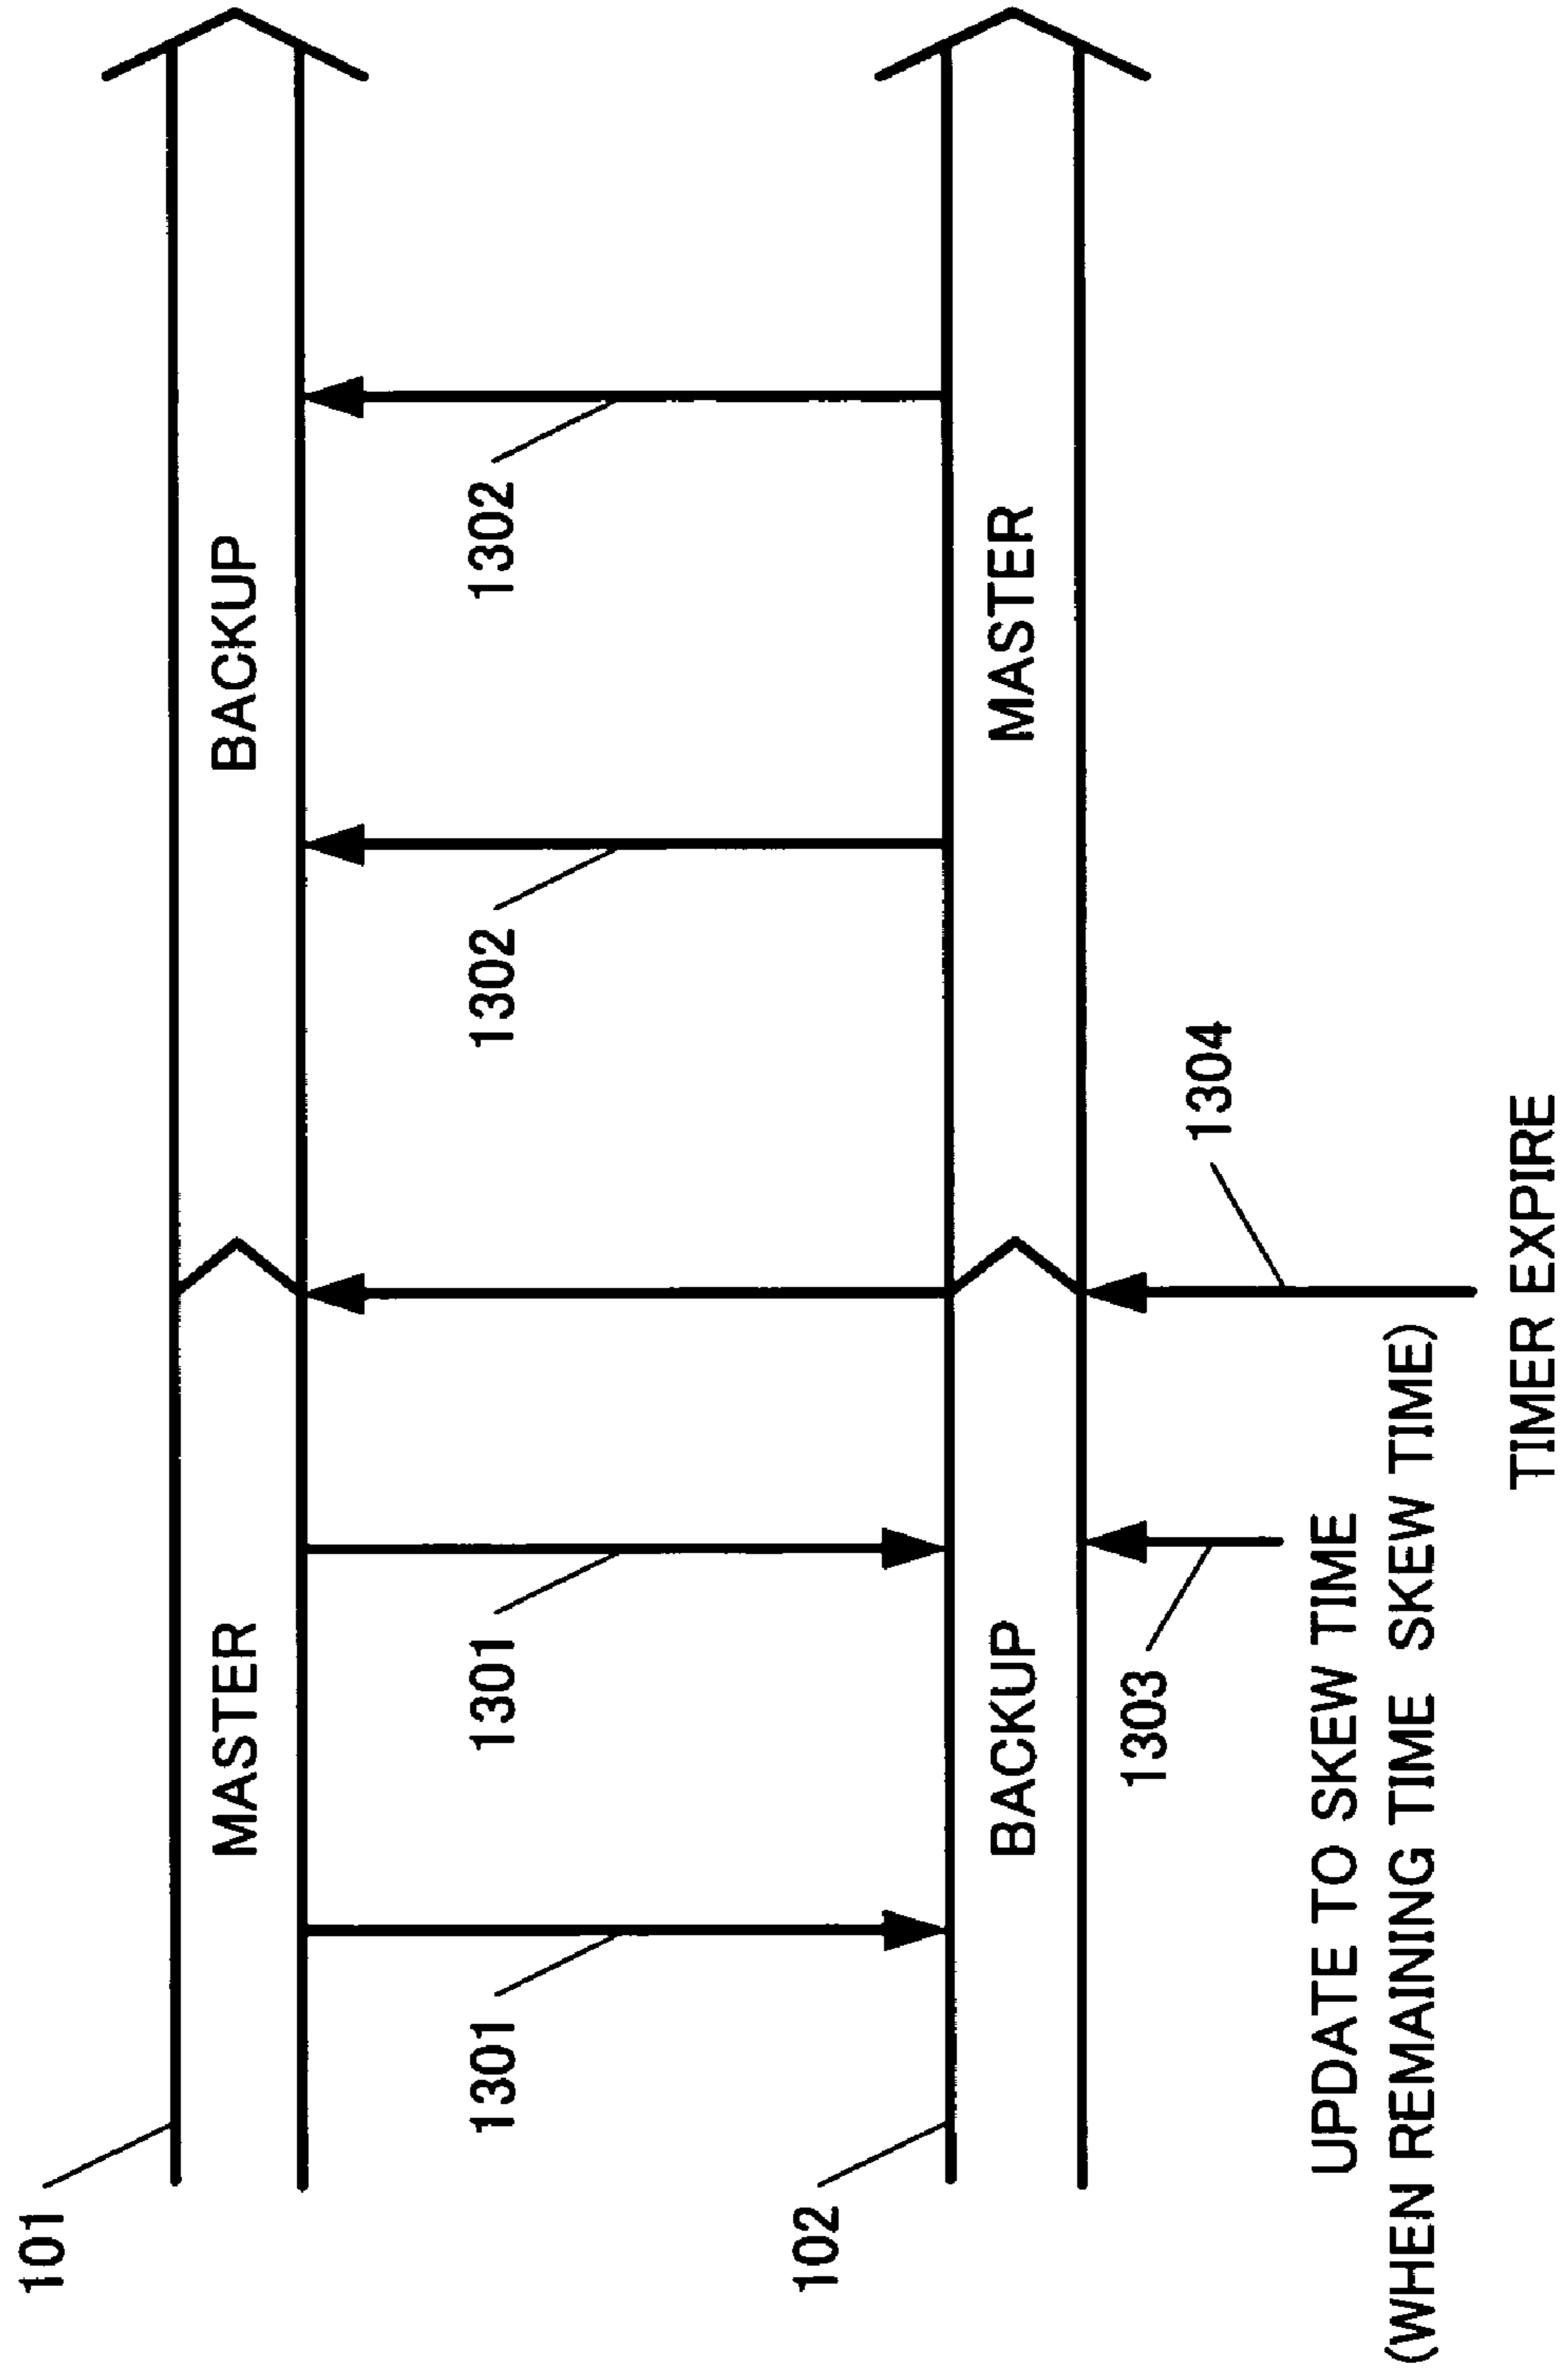 101
MASTER
BACKUP
1301
1301
1302
1302
102
BACKUP
MASTER
1303
1304
UPDATE TO SKEW TIME
(WHEN REMAINING TIME SKEW TIME)
TIMER EXPIRE